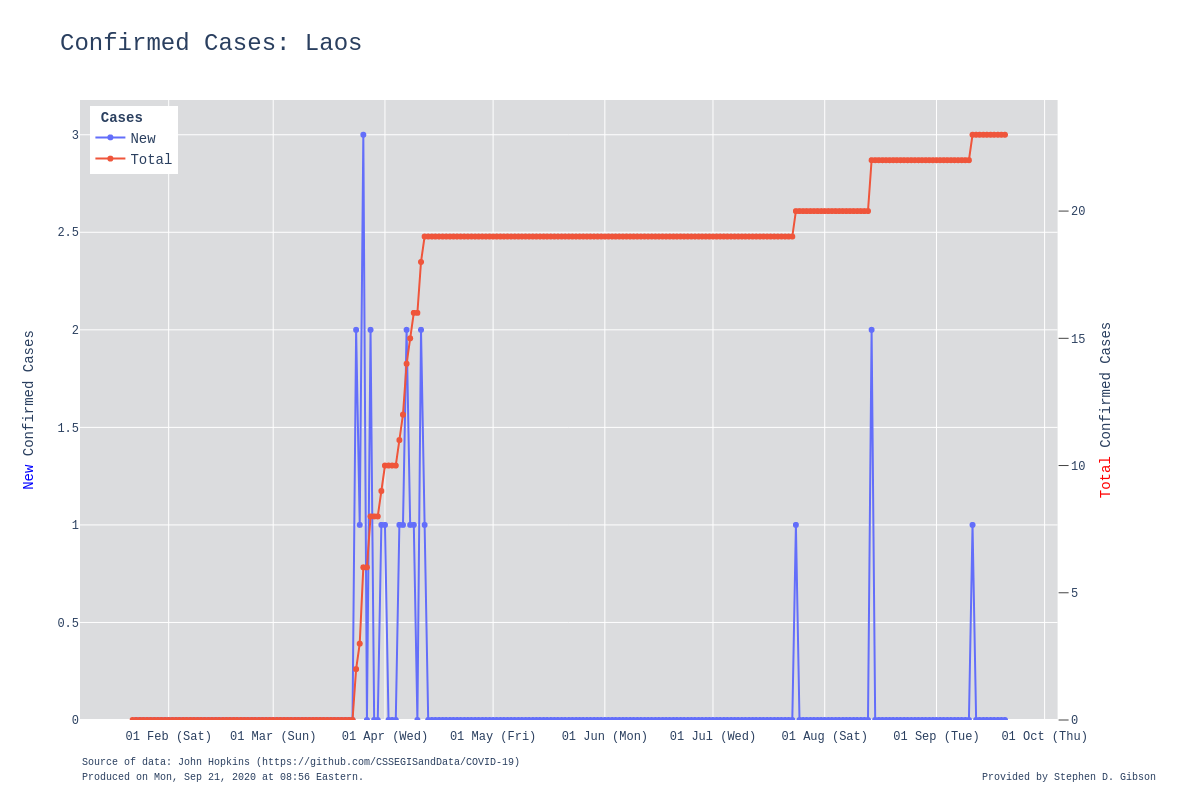 Confirmed Cases: Laos
Cases
New
Total
3
2.5
2
1.5
1
0.5
0
New Confirmed Cases
20
15
10
5
0
Total Confirmed Cases
01 Feb (Sat) 01 Mar (Sun) 01 Apr (Wed) 01 May (Fri) 01 Jun (Mon) 01 Jul (Wed) 01 Aug (Sat) 01 Sep (Tue) 01 Oct (Thu)
Source of data: John Hopkins (https://github.com/CSSEGISandData/COVID-19)
Produced on Mon, Sep 21, 2020 at 08:56 Eastern.
Provided by Stephen D. Gibson